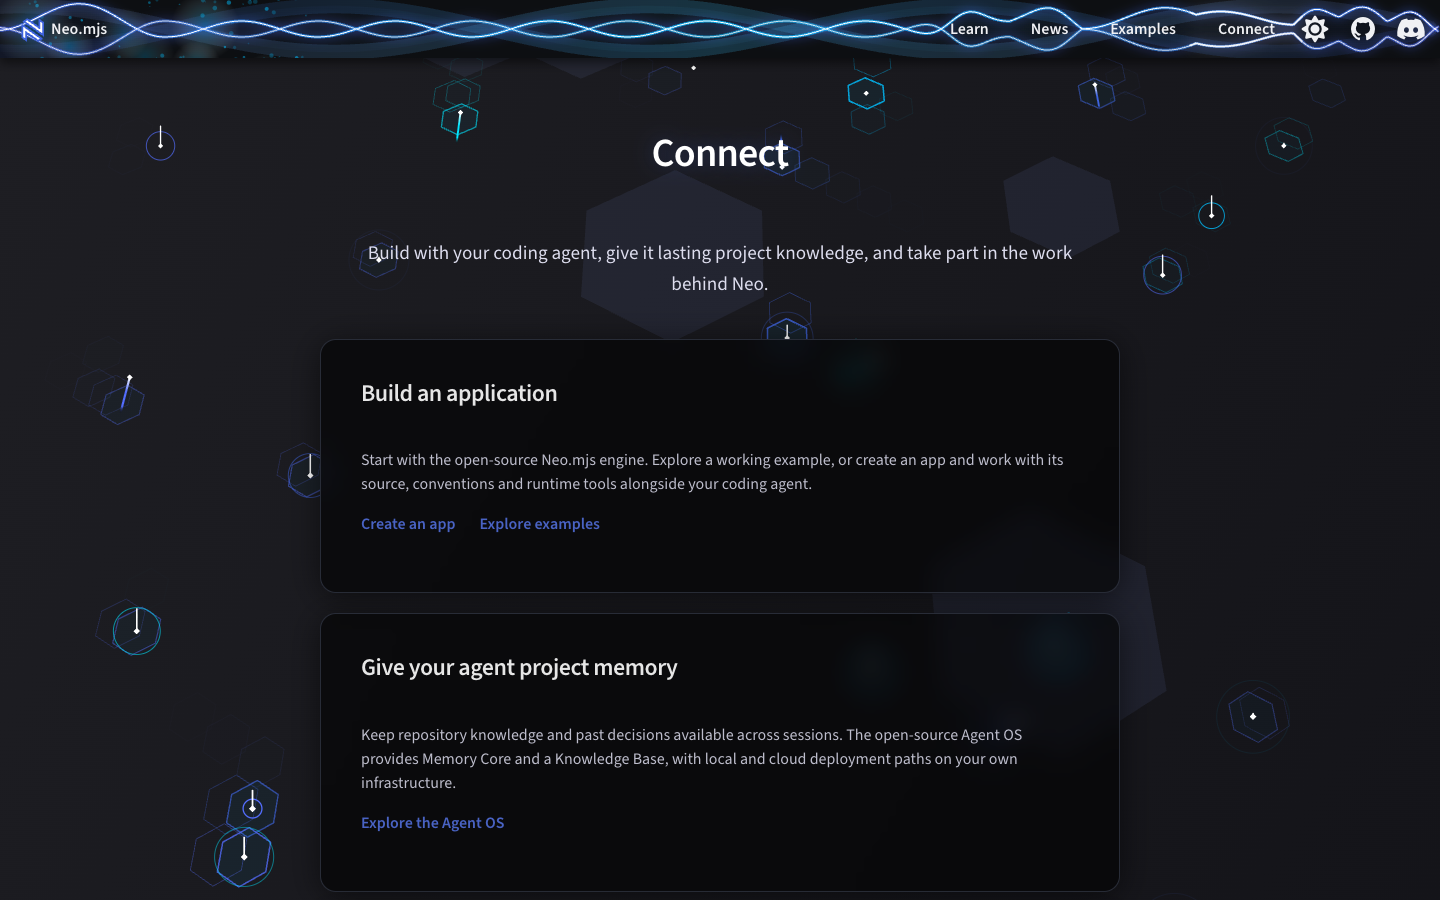 Neo.mjs Learn News Examples Connect
Connect
Build with your coding agent, give it lasting project knowledge, and take part in the work
behind Neo.
Build an application
Start with the open-source Neo.mjs engine. Explore a working example, or create an app and work with its
source, conventions and runtime tools alongside your coding agent.
Create an app Explore examples
Give your agent project memory
Keep repository knowledge and past decisions available across sessions. The open-source Agent OS
provides Memory Core and a Knowledge Base, with local and cloud deployment paths on your own
infrastructure.
Explore the Agent OS